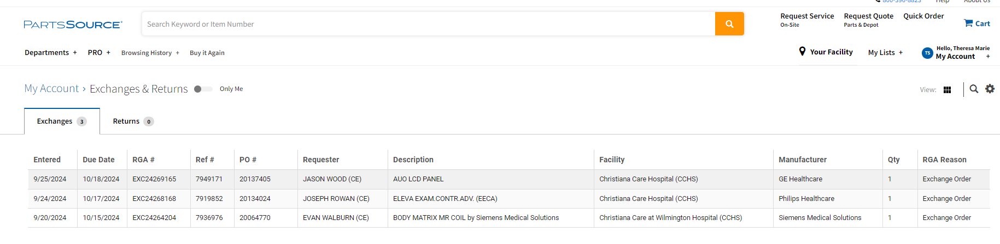 800-596-8823 Help About Us
PARTSSOURCE®
Search Keyword or Item Number
Request Service
On-Site
Request Quote
Parts & Depot
Quick Order
Cart
Departments + PRO + Browsing History + Buy it Again
Your Facility My Lists +
TS
Hello, Theresa Marie
My Account +
My Account › Exchanges & Returns Only Me
View:
Exchanges 3 Returns 0
Entered Due Date RGA # Ref # PO # Requester Description Facility Manufacturer Qty RGA Reason
9/25/2024 10/18/2024 EXC24269165 7949171 20137405 JASON WOOD (CE) AUO LCD PANEL Christiana Care Hospital (CCHS) GE Healthcare 1 Exchange Order
9/24/2024 10/17/2024 EXC24268168 7919852 20134024 JOSEPH ROWAN (CE) ELEVA EXAM.CONTR.ADV. (EECA) Christiana Care Hospital (CCHS) Philips Healthcare 1 Exchange Order
9/20/2024 10/15/2024 EXC24264204 7936976 20064770 EVAN WALBURN (CE) BODY MATRIX MR COIL by Siemens Medical Solutions Christiana Care at Wilmington Hospital (CCHS) Siemens Medical Solutions 1 Exchange Order